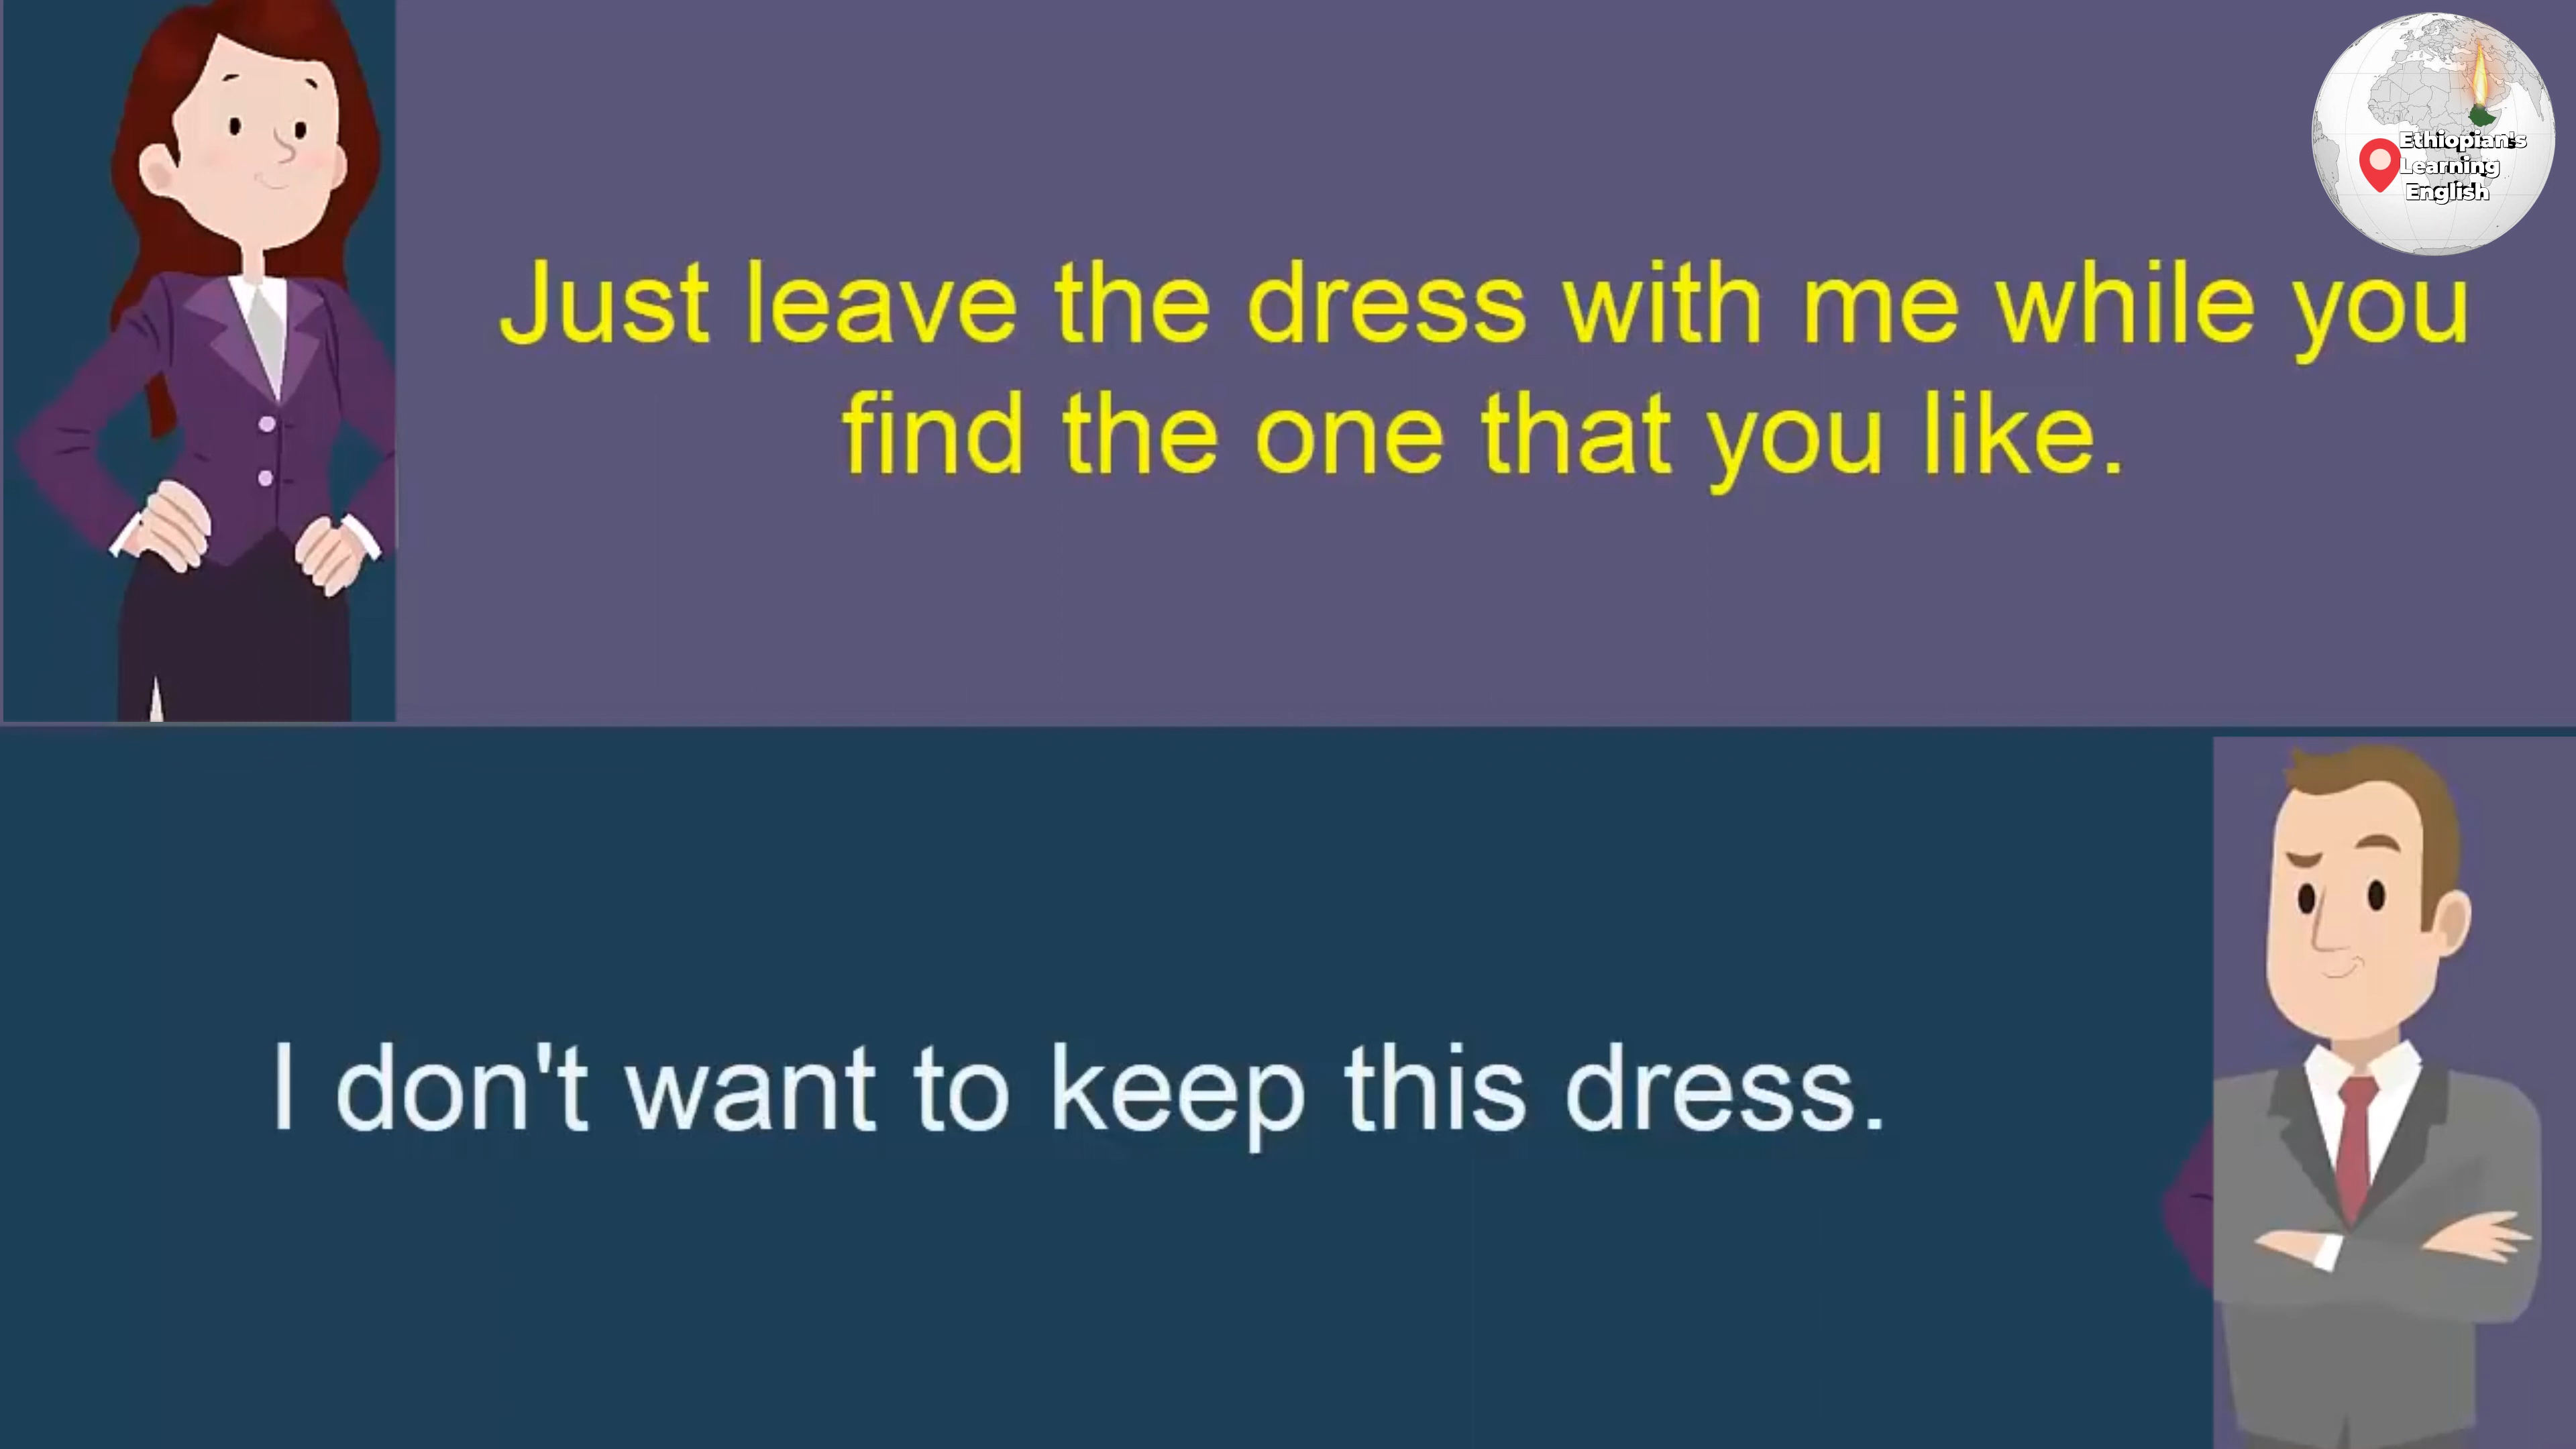 Ethiopian's
Learning
English
Just leave the dress with me while you
find the one that you like.
I don't want to keep this dress.